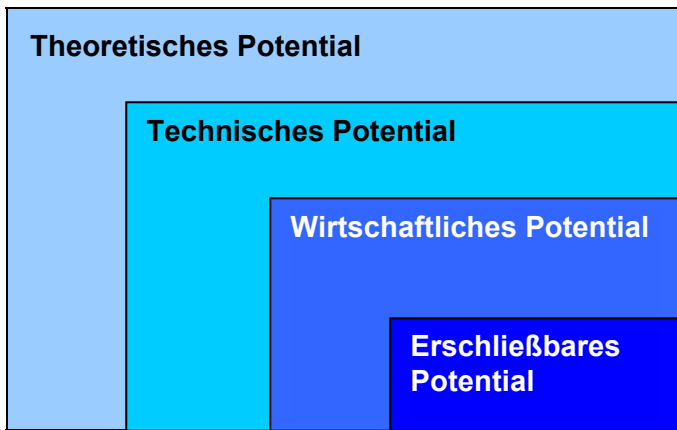 Theoretisches Potential
Technisches Potential
Wirtschaftliches Potential
Erschließbares
Potential